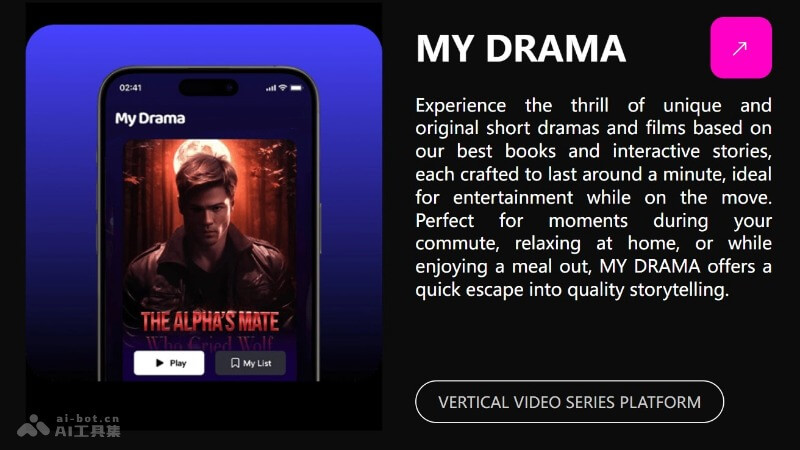 02:41
My Drama
THE ALPHA'S MATE
Who Cried Wolf
Play
My List
MY DRAMA
Experience the thrill of unique and
original short dramas and films based on
our best books and interactive stories,
each crafted to last around a minute, ideal
for entertainment while on the move.
Perfect for moments during your
commute, relaxing at home, or while
enjoying a meal out, MY DRAMA offers a
quick escape into quality storytelling.
VERTICAL VIDEO SERIES PLATFORM
ai-bot.cn
AI工具集